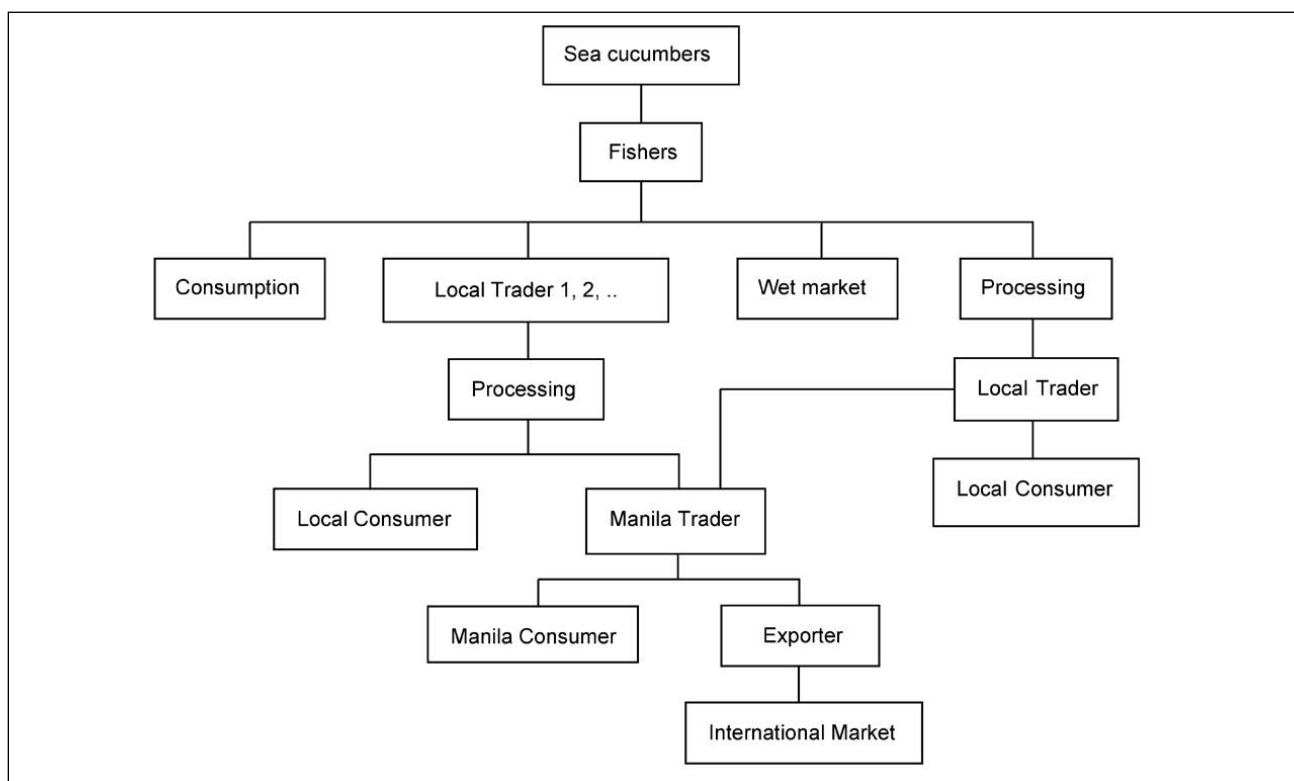 Sea cucumbers
Fishers
Consumption
Local Trader 1, 2, ..
Wet market
Processing
Processing
Local Trader
Local Consumer
Manila Trader
Local Consumer
Manila Consumer
Exporter
International Market